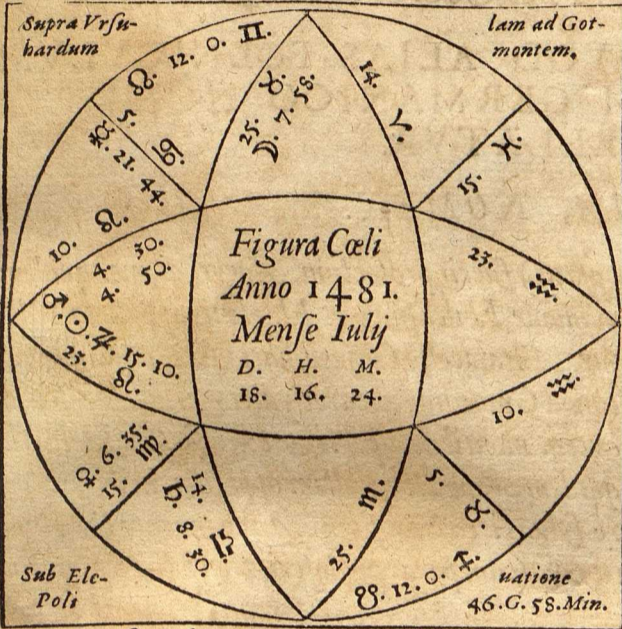 Supra Vrſu-
hardum
lam ad Got-
montem.
☊. 12. 0. ♊.
5.
☿. 21. 44.
♋.
25. ♉.
☽. 7. 58.
14. ♈.
15. ♓.
10. ♌.
4. 30.
4. 50.
♂
☉
♃. 15. 10.
25. ♌.
Figura Cœli
Anno 1481.
Menſe Iulij
D. H. M.
18. 16. 24.
23. ♒
10. ♒
♀. 6. 35.
15. ♍.
14. ♎
♄. 8. 30.
25. ♏.
5. ♉.
☋. 12. 0. ♐.
Sub Ele-
Poli
uatione
46. G. 58. Min.